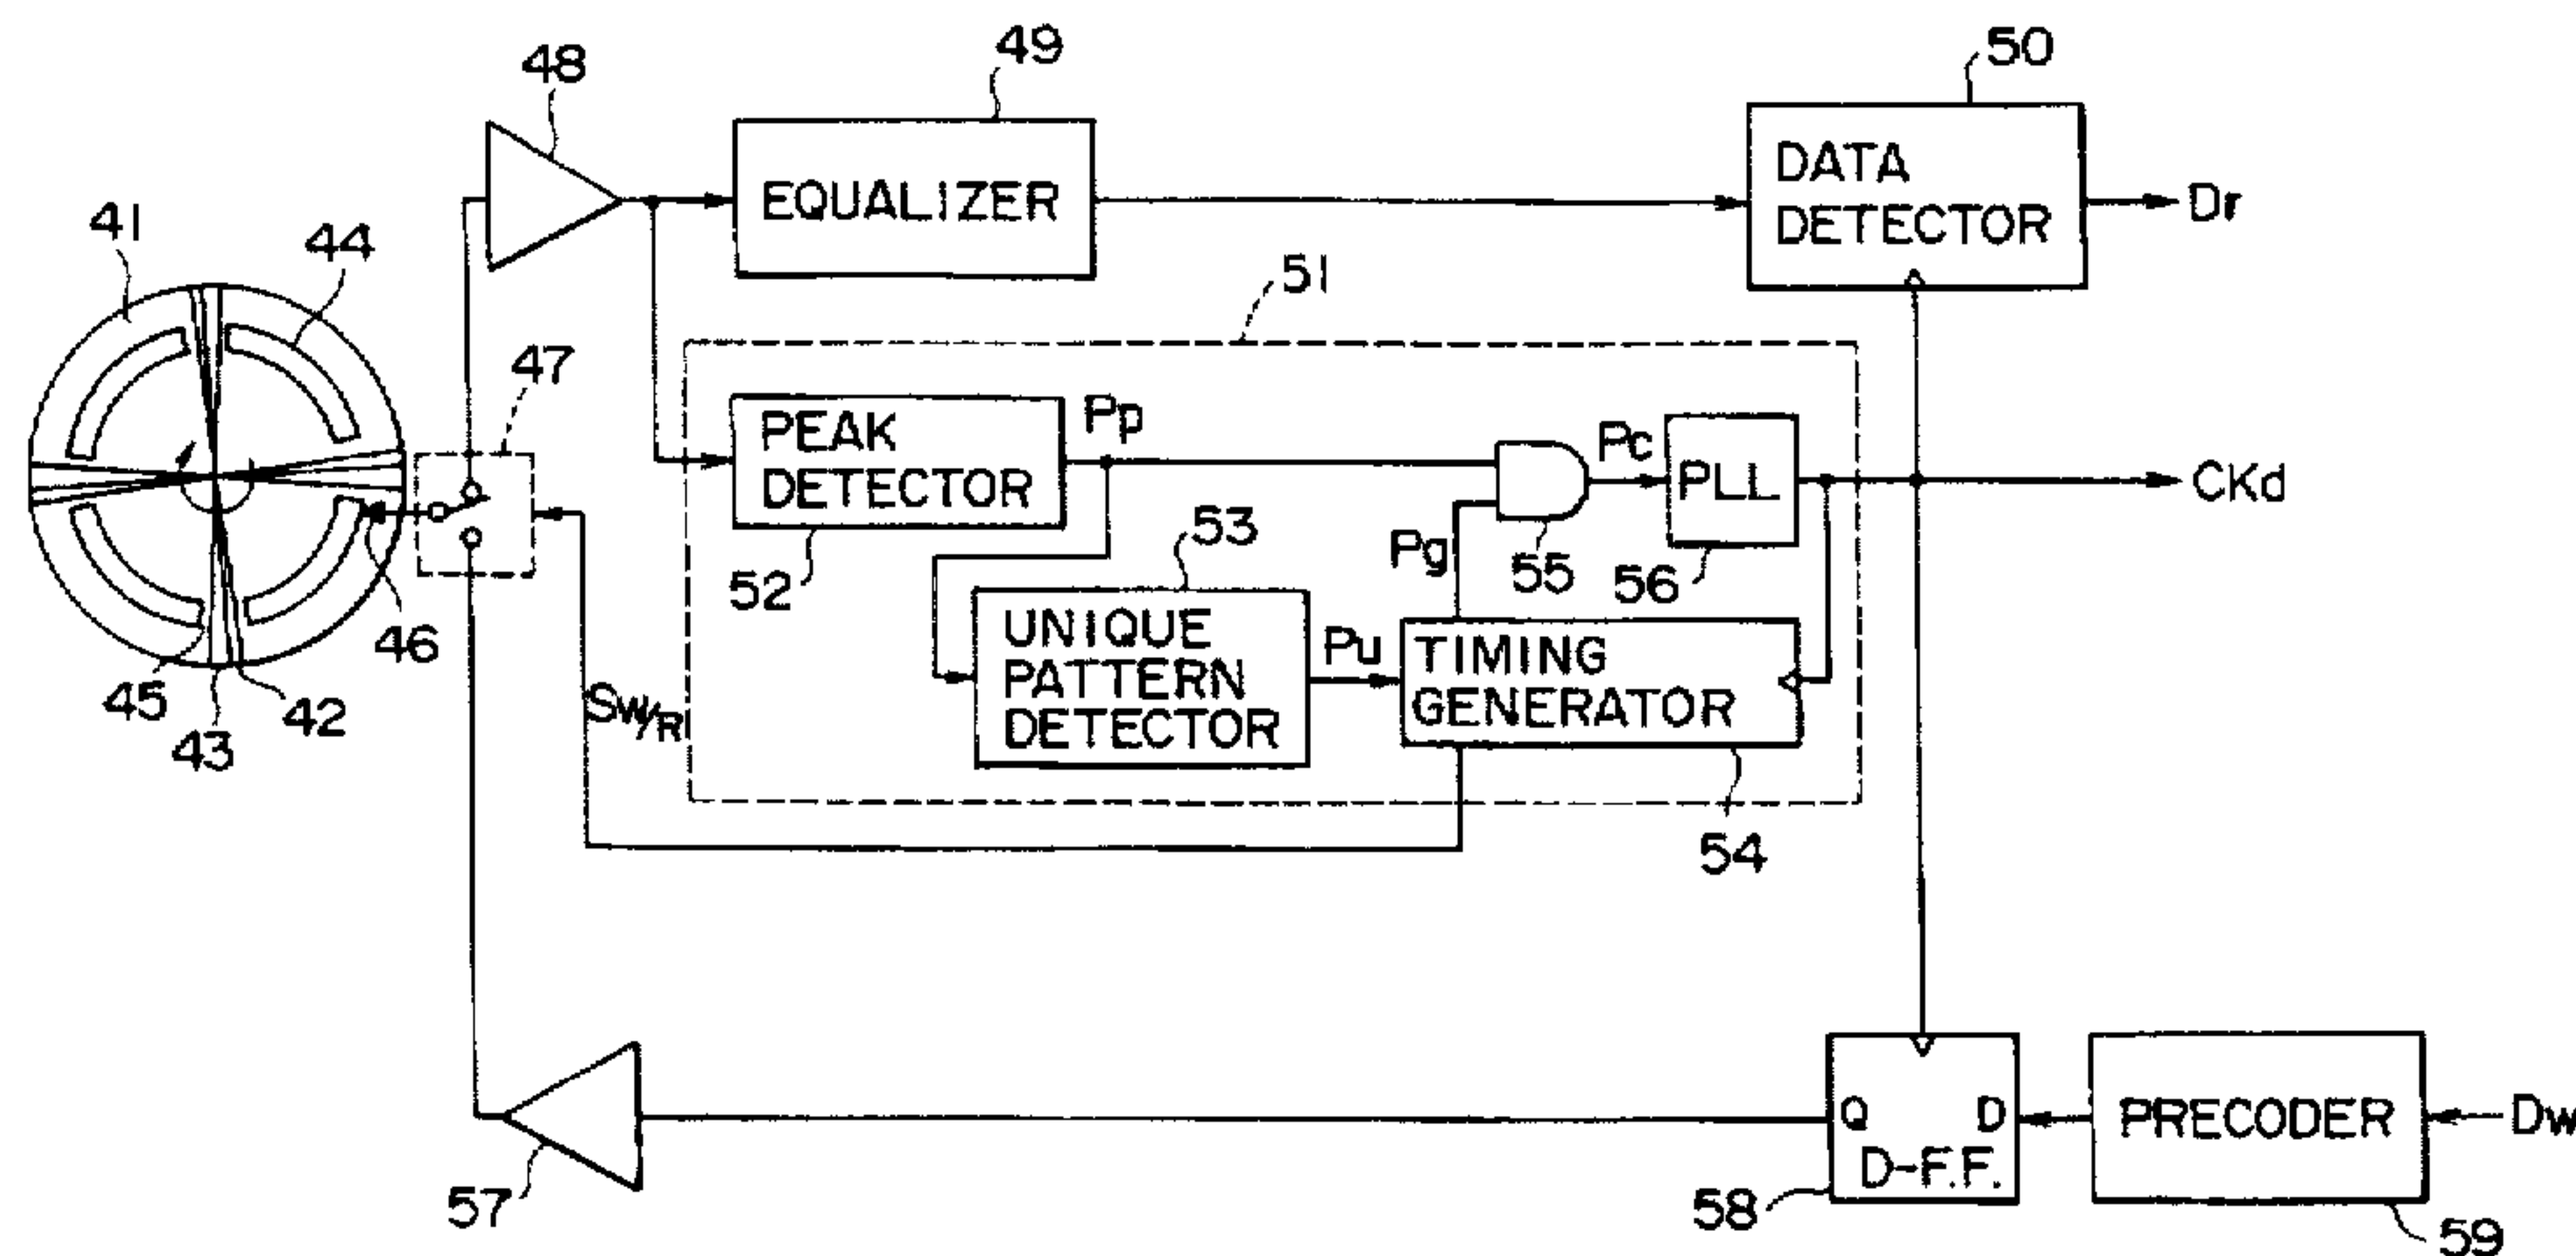 48
49
50
EQUALIZER
DATA
DETECTOR
Dr
41
44
51
47
PEAK
DETECTOR
Pp
Pc
PLL
CKd
52
53
Pg
55
56
46
UNIQUE
PATTERN
DETECTOR
Pu
TIMING
GENERATOR
45
43
42
SW/R
54
Q
D
D-F.F.
PRECODER
Dw
57
58
59